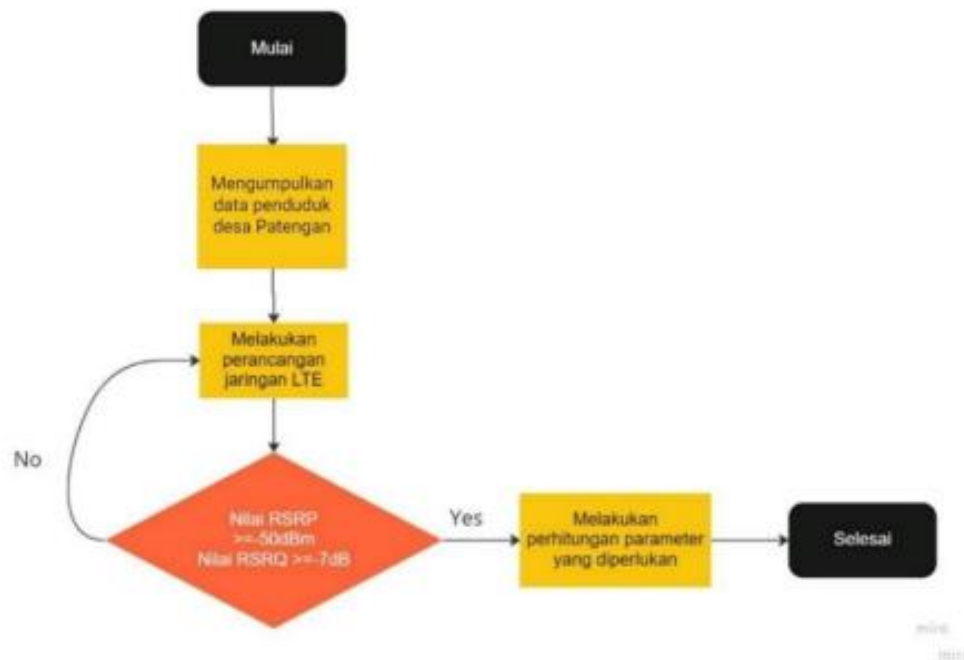 Mulai
Mengumpulkan
data penduduk
desa Patengan
Melakukan
perancangan
jaringan LTE
No
Nilai RSRP
>=-50dBm
Nilai RSRQ >=-7dB
Yes
Melakukan
perhitungan parameter
yang diperlukan
Selesai
miro